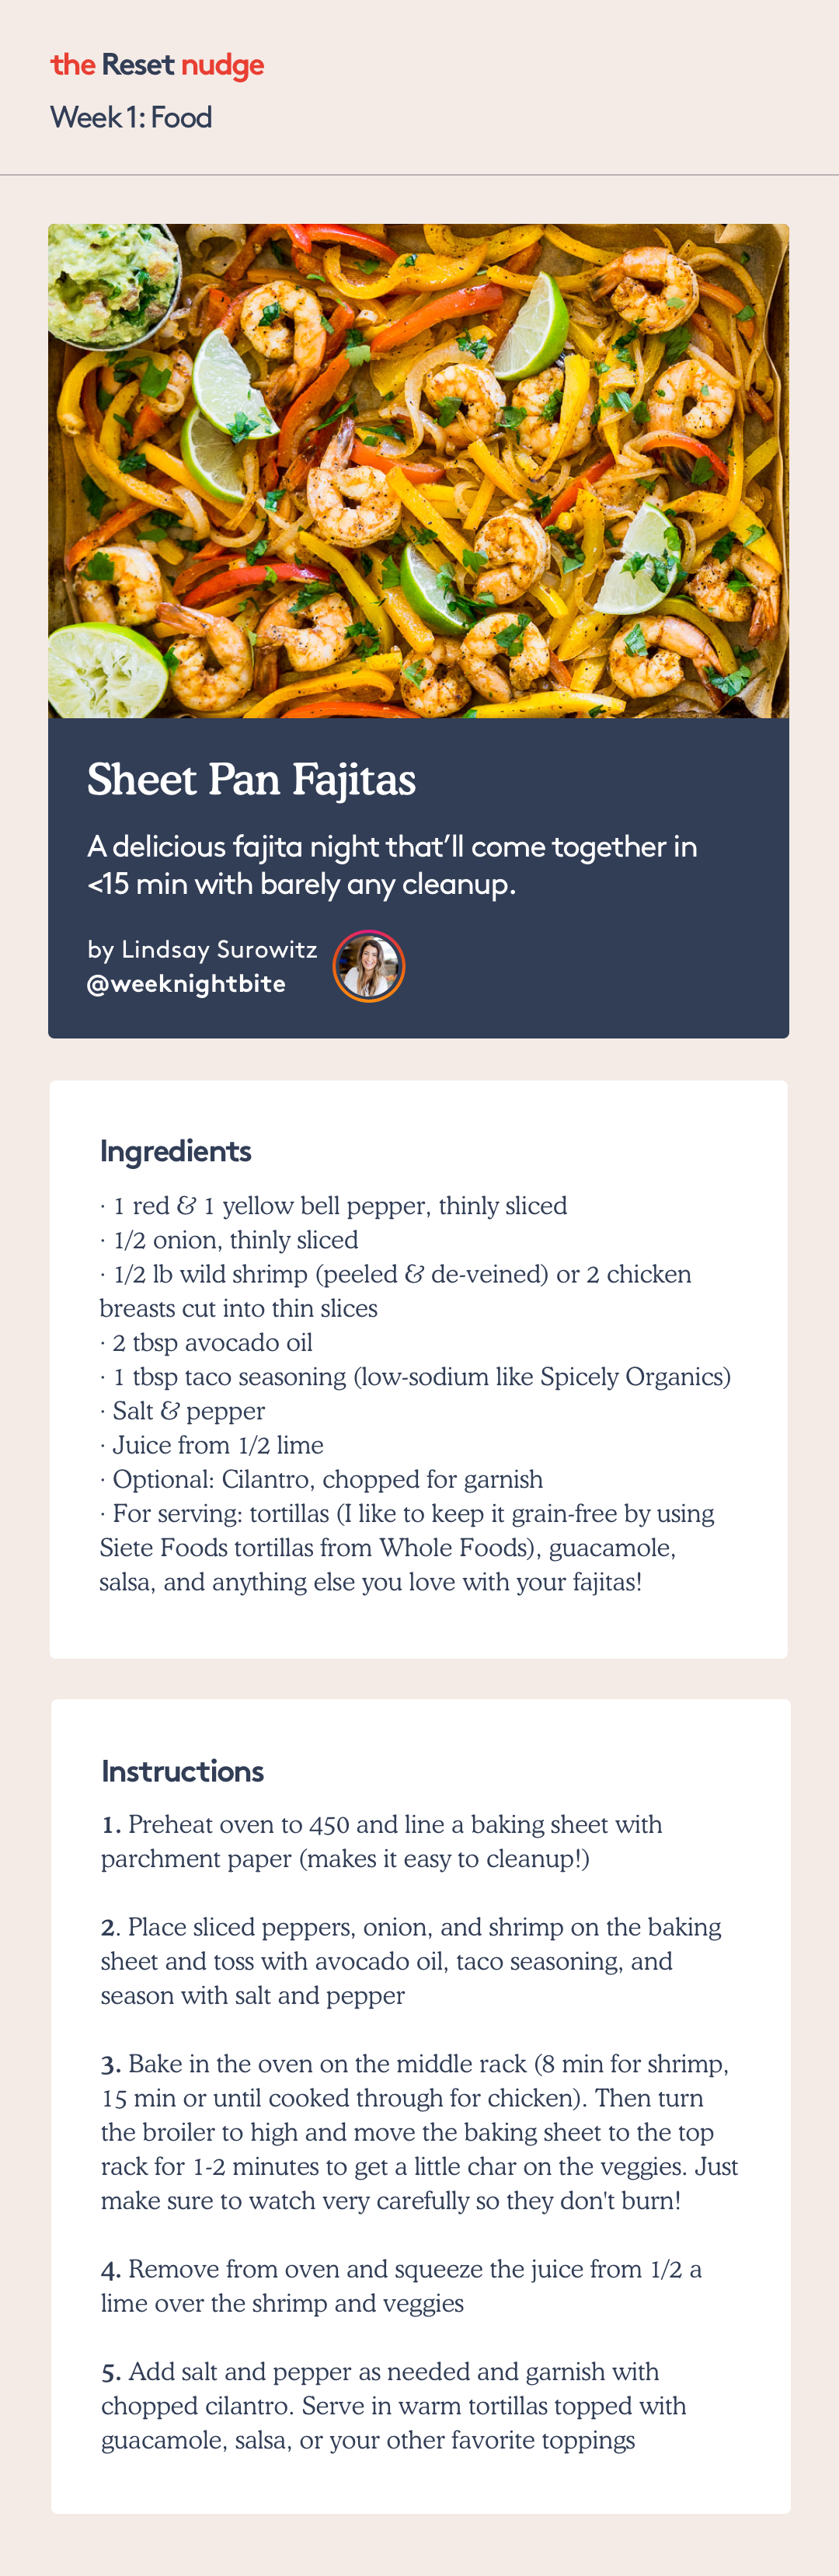 the Reset nudge
Week 1: Food
Sheet Pan Fajitas
A delicious fajita night that’ll come together in
<15 min with barely any cleanup.
by Lindsay Surowitz
@weeknightbite
Ingredients
· 1 red & 1 yellow bell pepper, thinly sliced
· 1/2 onion, thinly sliced
· 1/2 lb wild shrimp (peeled & de-veined) or 2 chicken
breasts cut into thin slices
· 2 tbsp avocado oil
· 1 tbsp taco seasoning (low-sodium like Spicely Organics)
· Salt & pepper
· Juice from 1/2 lime
· Optional: Cilantro, chopped for garnish
· For serving: tortillas (I like to keep it grain-free by using
Siete Foods tortillas from Whole Foods), guacamole,
salsa, and anything else you love with your fajitas!
Instructions
1. Preheat oven to 450 and line a baking sheet with
parchment paper (makes it easy to cleanup!)
2. Place sliced peppers, onion, and shrimp on the baking
sheet and toss with avocado oil, taco seasoning, and
season with salt and pepper
3. Bake in the oven on the middle rack (8 min for shrimp,
15 min or until cooked through for chicken). Then turn
the broiler to high and move the baking sheet to the top
rack for 1-2 minutes to get a little char on the veggies. Just
make sure to watch very carefully so they don't burn!
4. Remove from oven and squeeze the juice from 1/2 a
lime over the shrimp and veggies
5. Add salt and pepper as needed and garnish with
chopped cilantro. Serve in warm tortillas topped with
guacamole, salsa, or your other favorite toppings